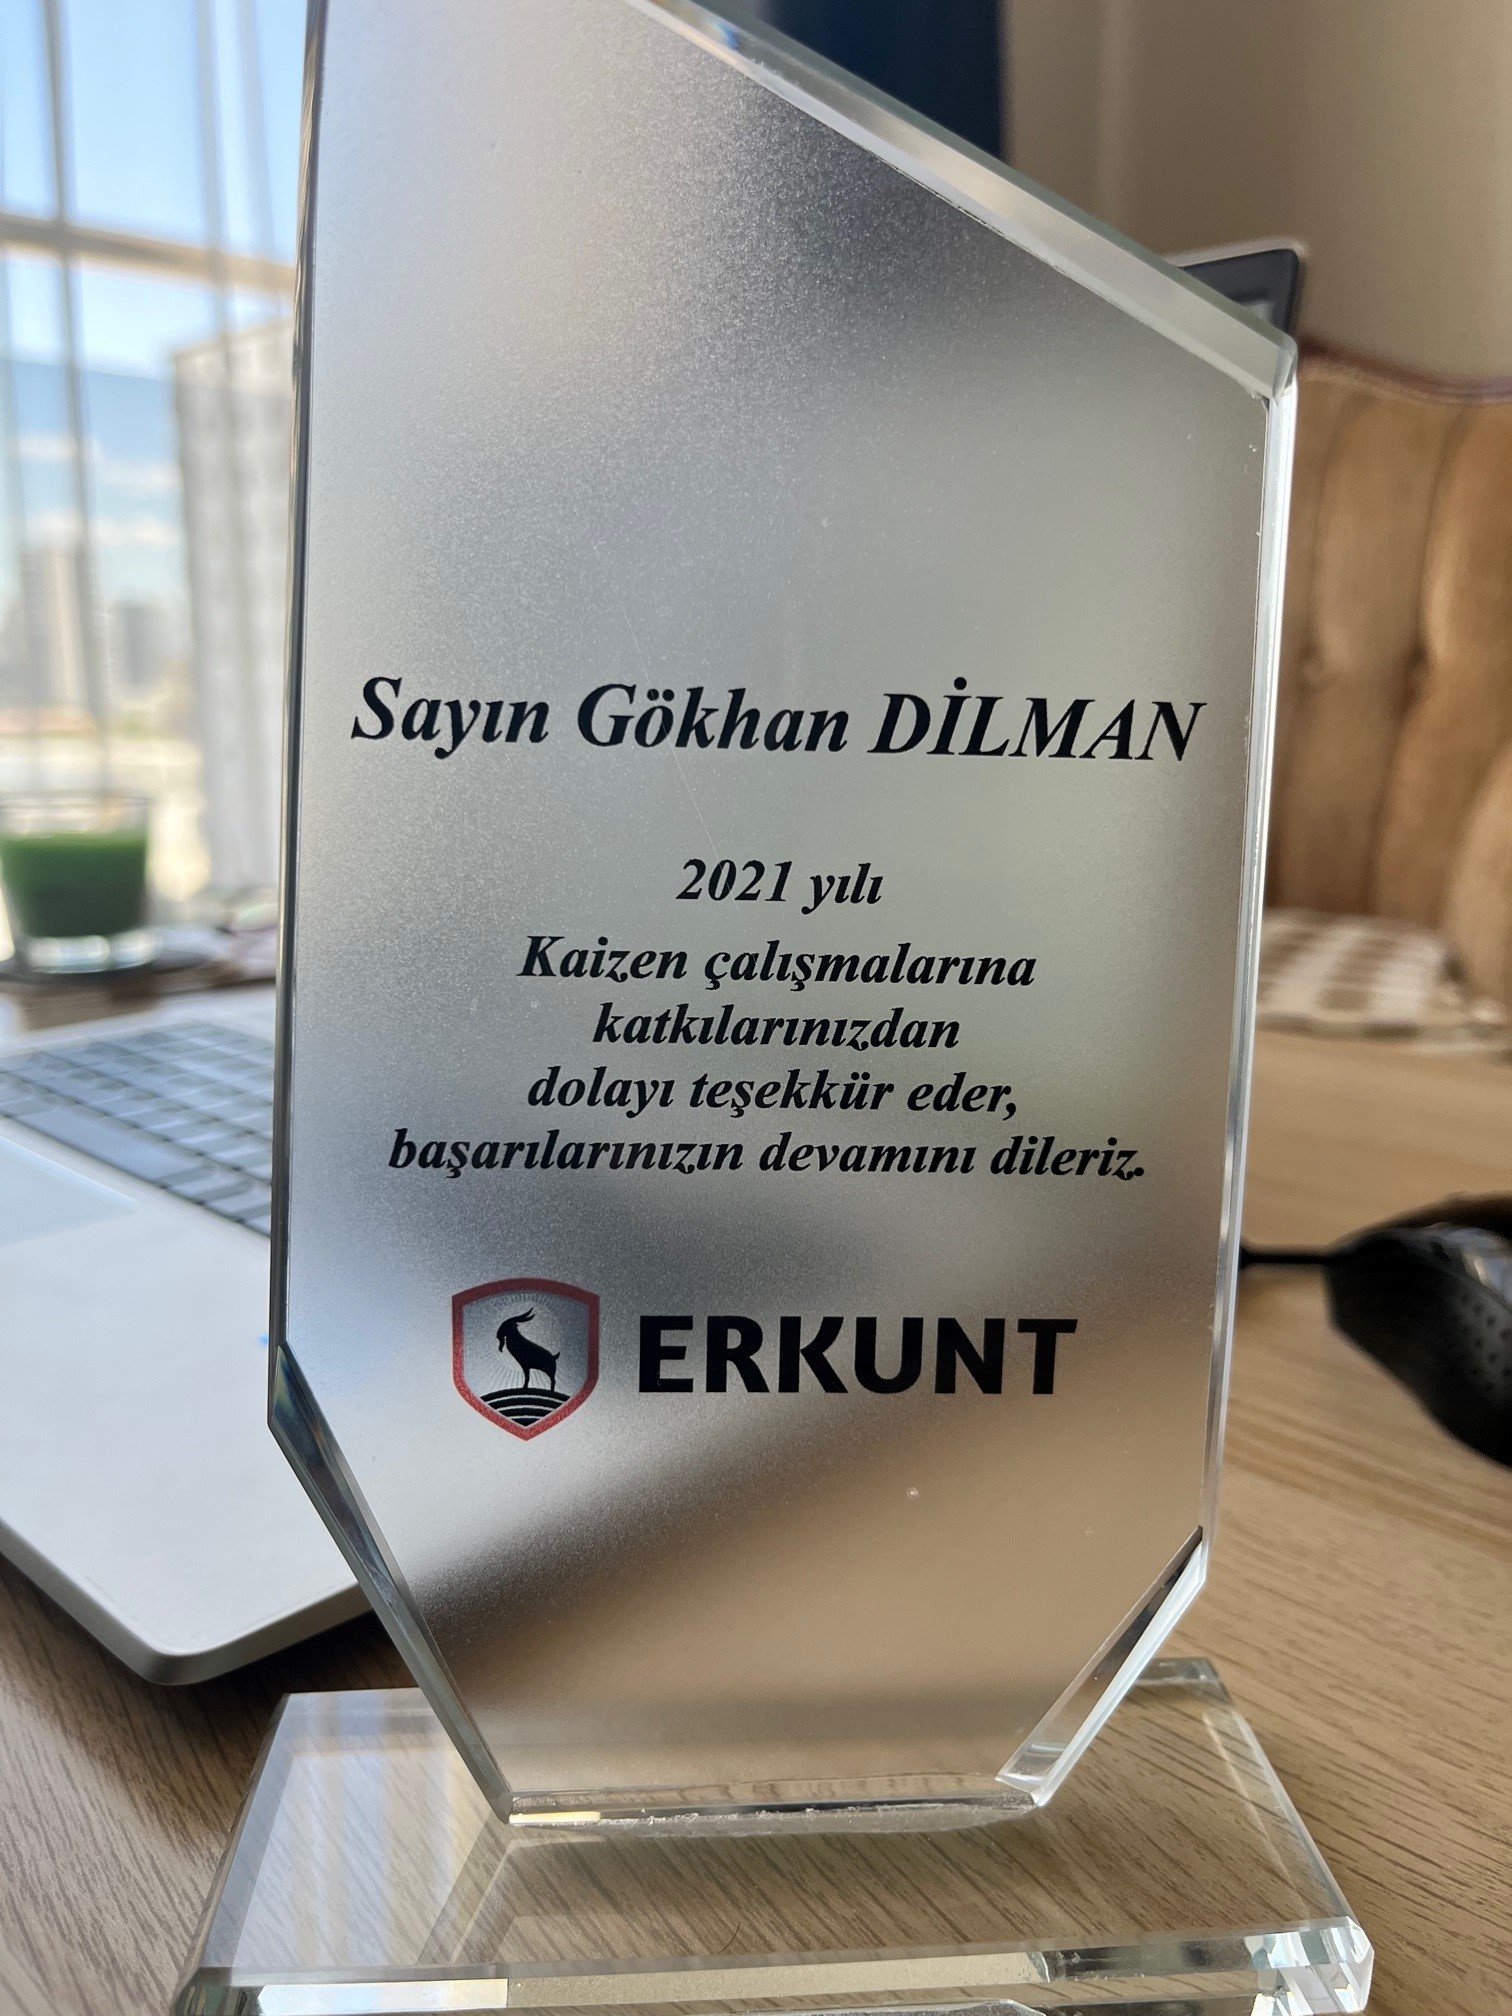 Sayın Gökhan DİLMAN
2021 yılı
Kaizen çalışmalarına
katkılarınızdan
dolayı teşekkür eder,
başarılarınızın devamını dileriz.
ERKUNT